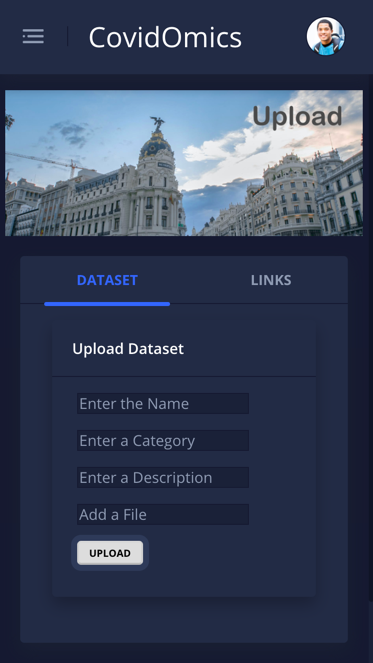 CovidOmics
Upload
DATASET
LINKS
Upload Dataset
Enter the Name
Enter a Category
Enter a Description
Add a File
UPLOAD